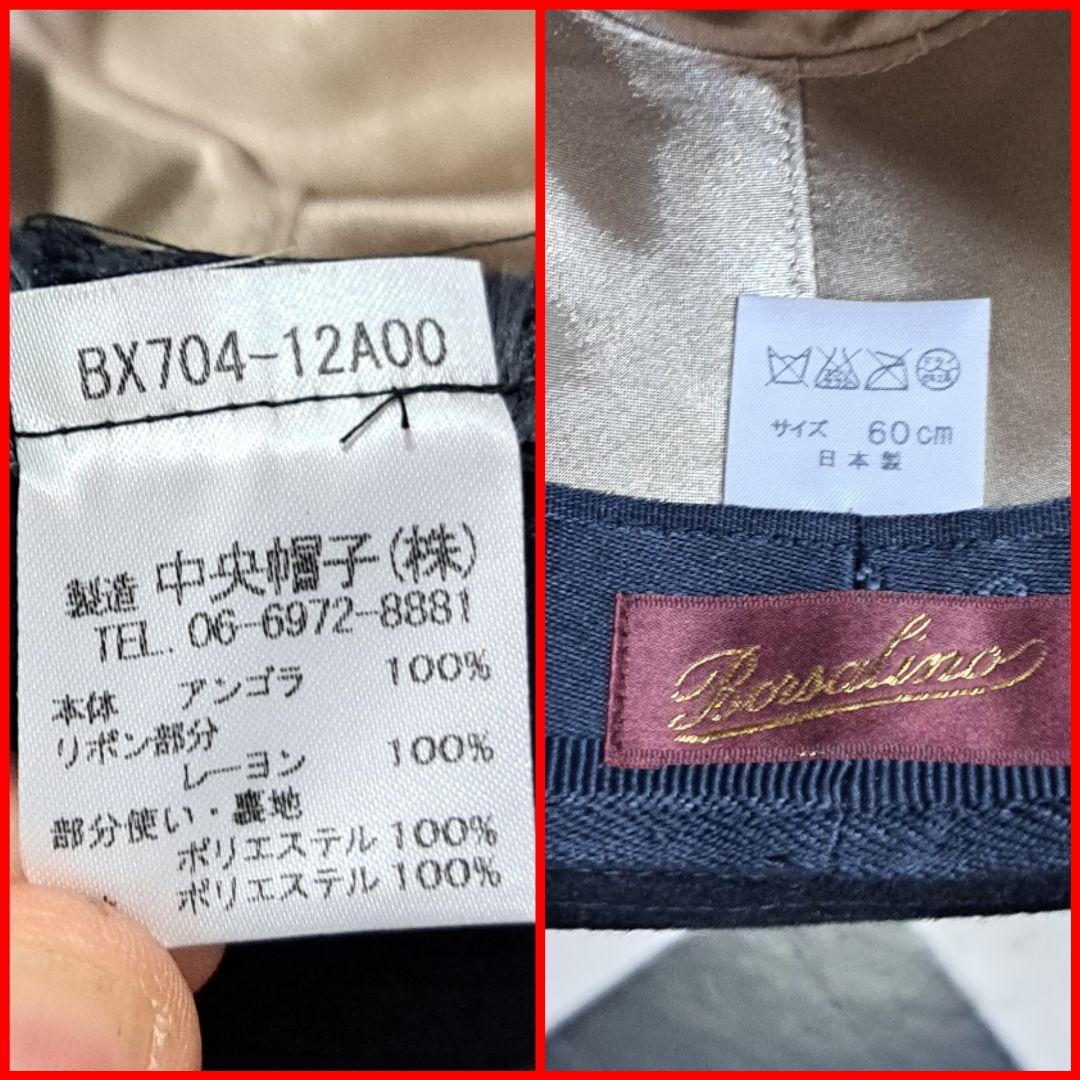 BX704-12A00
製造 中央帽子(株)
TEL. 06-6972-8881
本体 アンゴラ 100%
リボン部分
レーヨン 100%
部分使い・裏地
ポリエステル 100%
ポリエステル 100%
サイズ 60cm
日本製
Borsalino